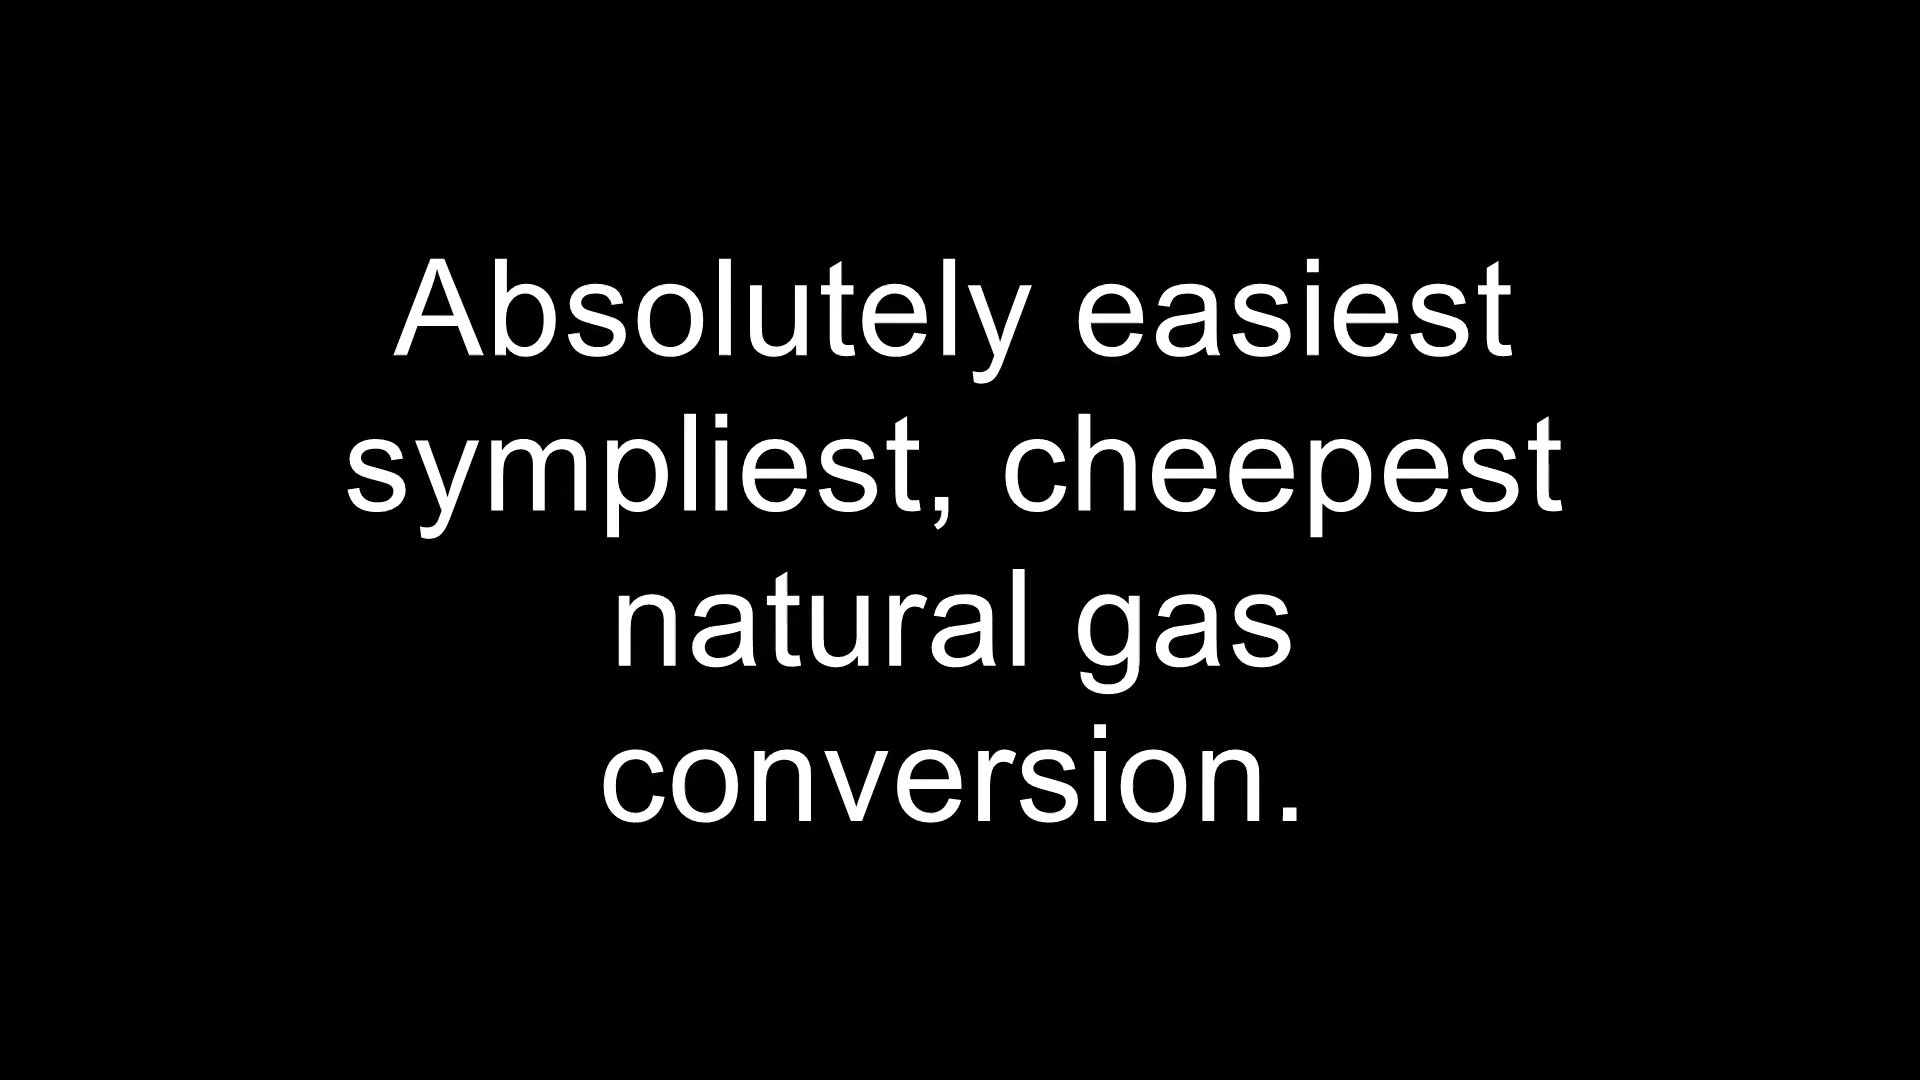 Absolutely easiest
sympliest, cheepest
natural gas
conversion.